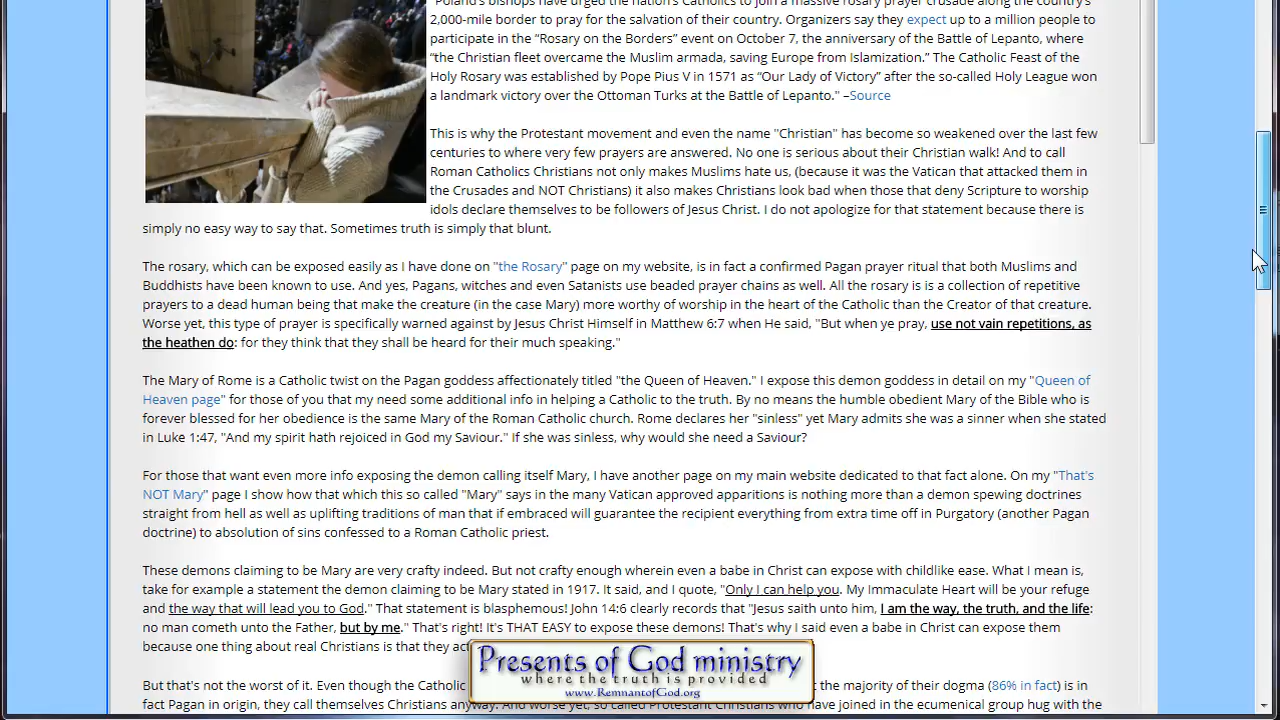 "Poland's bishops have urged the nation's Catholics to join a massive rosary prayer crusade along the country's
2,000-mile border to pray for the salvation of their country. Organizers say they expect up to a million people to
participate in the “Rosary on the Borders” event on October 7, the anniversary of the Battle of Lepanto, where
“the Christian fleet overcame the Muslim armada, saving Europe from Islamization.” The Catholic Feast of the
Holy Rosary was established by Pope Pius V in 1571 as “Our Lady of Victory” after the so-called Holy League won
a landmark victory over the Ottoman Turks at the Battle of Lepanto." –Source
This is why the Protestant movement and even the name "Christian" has become so weakened over the last few
centuries to where very few prayers are answered. No one is serious about their Christian walk! And to call
Roman Catholics Christians not only makes Muslims hate us, (because it was the Vatican that attacked them in
the Crusades and NOT Christians) it also makes Christians look bad when those that deny Scripture to worship
idols declare themselves to be followers of Jesus Christ. I do not apologize for that statement because there is
simply no easy way to say that. Sometimes truth is simply that blunt.
The rosary, which can be exposed easily as I have done on "the Rosary" page on my website, is in fact a confirmed Pagan prayer ritual that both Muslims and
Buddhists have been known to use. And yes, Pagans, witches and even Satanists use beaded prayer chains as well. All the rosary is is a collection of repetitive
prayers to a dead human being that make the creature (in the case Mary) more worthy of worship in the heart of the Catholic than the Creator of that creature.
Worse yet, this type of prayer is specifically warned against by Jesus Christ Himself in Matthew 6:7 when He said, "But when ye pray, use not vain repetitions, as
the heathen do: for they think that they shall be heard for their much speaking."
The Mary of Rome is a Catholic twist on the Pagan goddess affectionately titled "the Queen of Heaven." I expose this demon goddess in detail on my "Queen of
Heaven page" for those of you that my need some additional info in helping a Catholic to the truth. By no means the humble obedient Mary of the Bible who is
forever blessed for her obedience is the same Mary of the Roman Catholic church. Rome declares her "sinless" yet Mary admits she was a sinner when she stated
in Luke 1:47, "And my spirit hath rejoiced in God my Saviour." If she was sinless, why would she need a Saviour?
For those that want even more info exposing the demon calling itself Mary, I have another page on my main website dedicated to that fact alone. On my "That's
NOT Mary" page I show how that which this so called "Mary" says in the many Vatican approved apparitions is nothing more than a demon spewing doctrines
straight from hell as well as uplifting traditions of man that if embraced will guarantee the recipient everything from extra time off in Purgatory (another Pagan
doctrine) to absolution of sins confessed to a Roman Catholic priest.
These demons claiming to be Mary are very crafty indeed. But not crafty enough wherein even a babe in Christ can expose with childlike ease. What I mean is,
take for example a statement the demon claiming to be Mary stated in 1917. It said, and I quote, "Only I can help you. My Immaculate Heart will be your refuge
and the way that will lead you to God." That statement is blasphemous! John 14:6 clearly records that "Jesus saith unto him, I am the way, the truth, and the life:
no man cometh unto the Father, but by me." That's right! It's THAT EASY to expose these demons! That's why I said even a babe in Christ can expose them
because one thing about real Christians is that they
Presents of God ministry
where the truth is provided
www.RemnantofGod.org
But that's not the worst of it. Even though the Catholic the majority of their dogma (86% in fact) is in
fact Pagan in origin, they call themselves Christians anyway. And worse yet, so called Protestant Christians who have joined in the ecumenical group hug with the